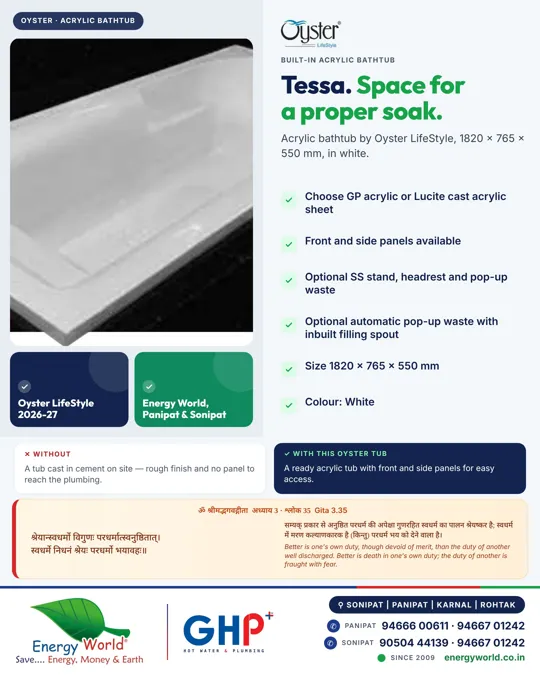 OYSTER · ACRYLIC BATHTUB
Oyster®
LifeStyle
BUILT-IN ACRYLIC BATHTUB
Tessa. Space for
a proper soak.
Acrylic bathtub by Oyster LifeStyle, 1820 × 765 ×
550 mm, in white.
Choose GP acrylic or Lucite cast acrylic
sheet
Front and side panels available
Optional SS stand, headrest and pop-up
waste
Optional automatic pop-up waste with
inbuilt filling spout
Size 1820 × 765 × 550 mm
Colour: White
Oyster LifeStyle
2026-27
Energy World,
Panipat & Sonipat
✕ WITHOUT
A tub cast in cement on site — rough finish and no panel to
reach the plumbing.
✓ WITH THIS OYSTER TUB
A ready acrylic tub with front and side panels for easy
access.
ॐ श्रीमद्भगवद्गीता अध्याय 3 · श्लोक 35 Gita 3.35
श्रेयान्स्वधर्मो विगुणः परधर्मात्स्वनुष्ठितात्।
स्वधर्मे निधनं श्रेयः परधर्मो भयावहः॥
सम्यक् प्रकार से अनुष्ठित परधर्म की अपेक्षा गुणरहित स्वधर्म का पालन श्रेयष्कर है; स्वधर्म
में मरण कल्याणकारक है (किन्तु) परधर्म भय को देने वाला है।
Better is one's own duty, though devoid of merit, than the duty of another
well discharged. Better is death in one's own duty; the duty of another is
fraught with fear.
Energy World®
Save.... Energy, Money & Earth
GHP+
HOT WATER & PLUMBING
SONIPAT | PANIPAT | KARNAL | ROHTAK
PANIPAT 94666 00611 · 94667 01242
SONIPAT 90504 44139 · 94667 01242
SINCE 2009 energyworld.co.in